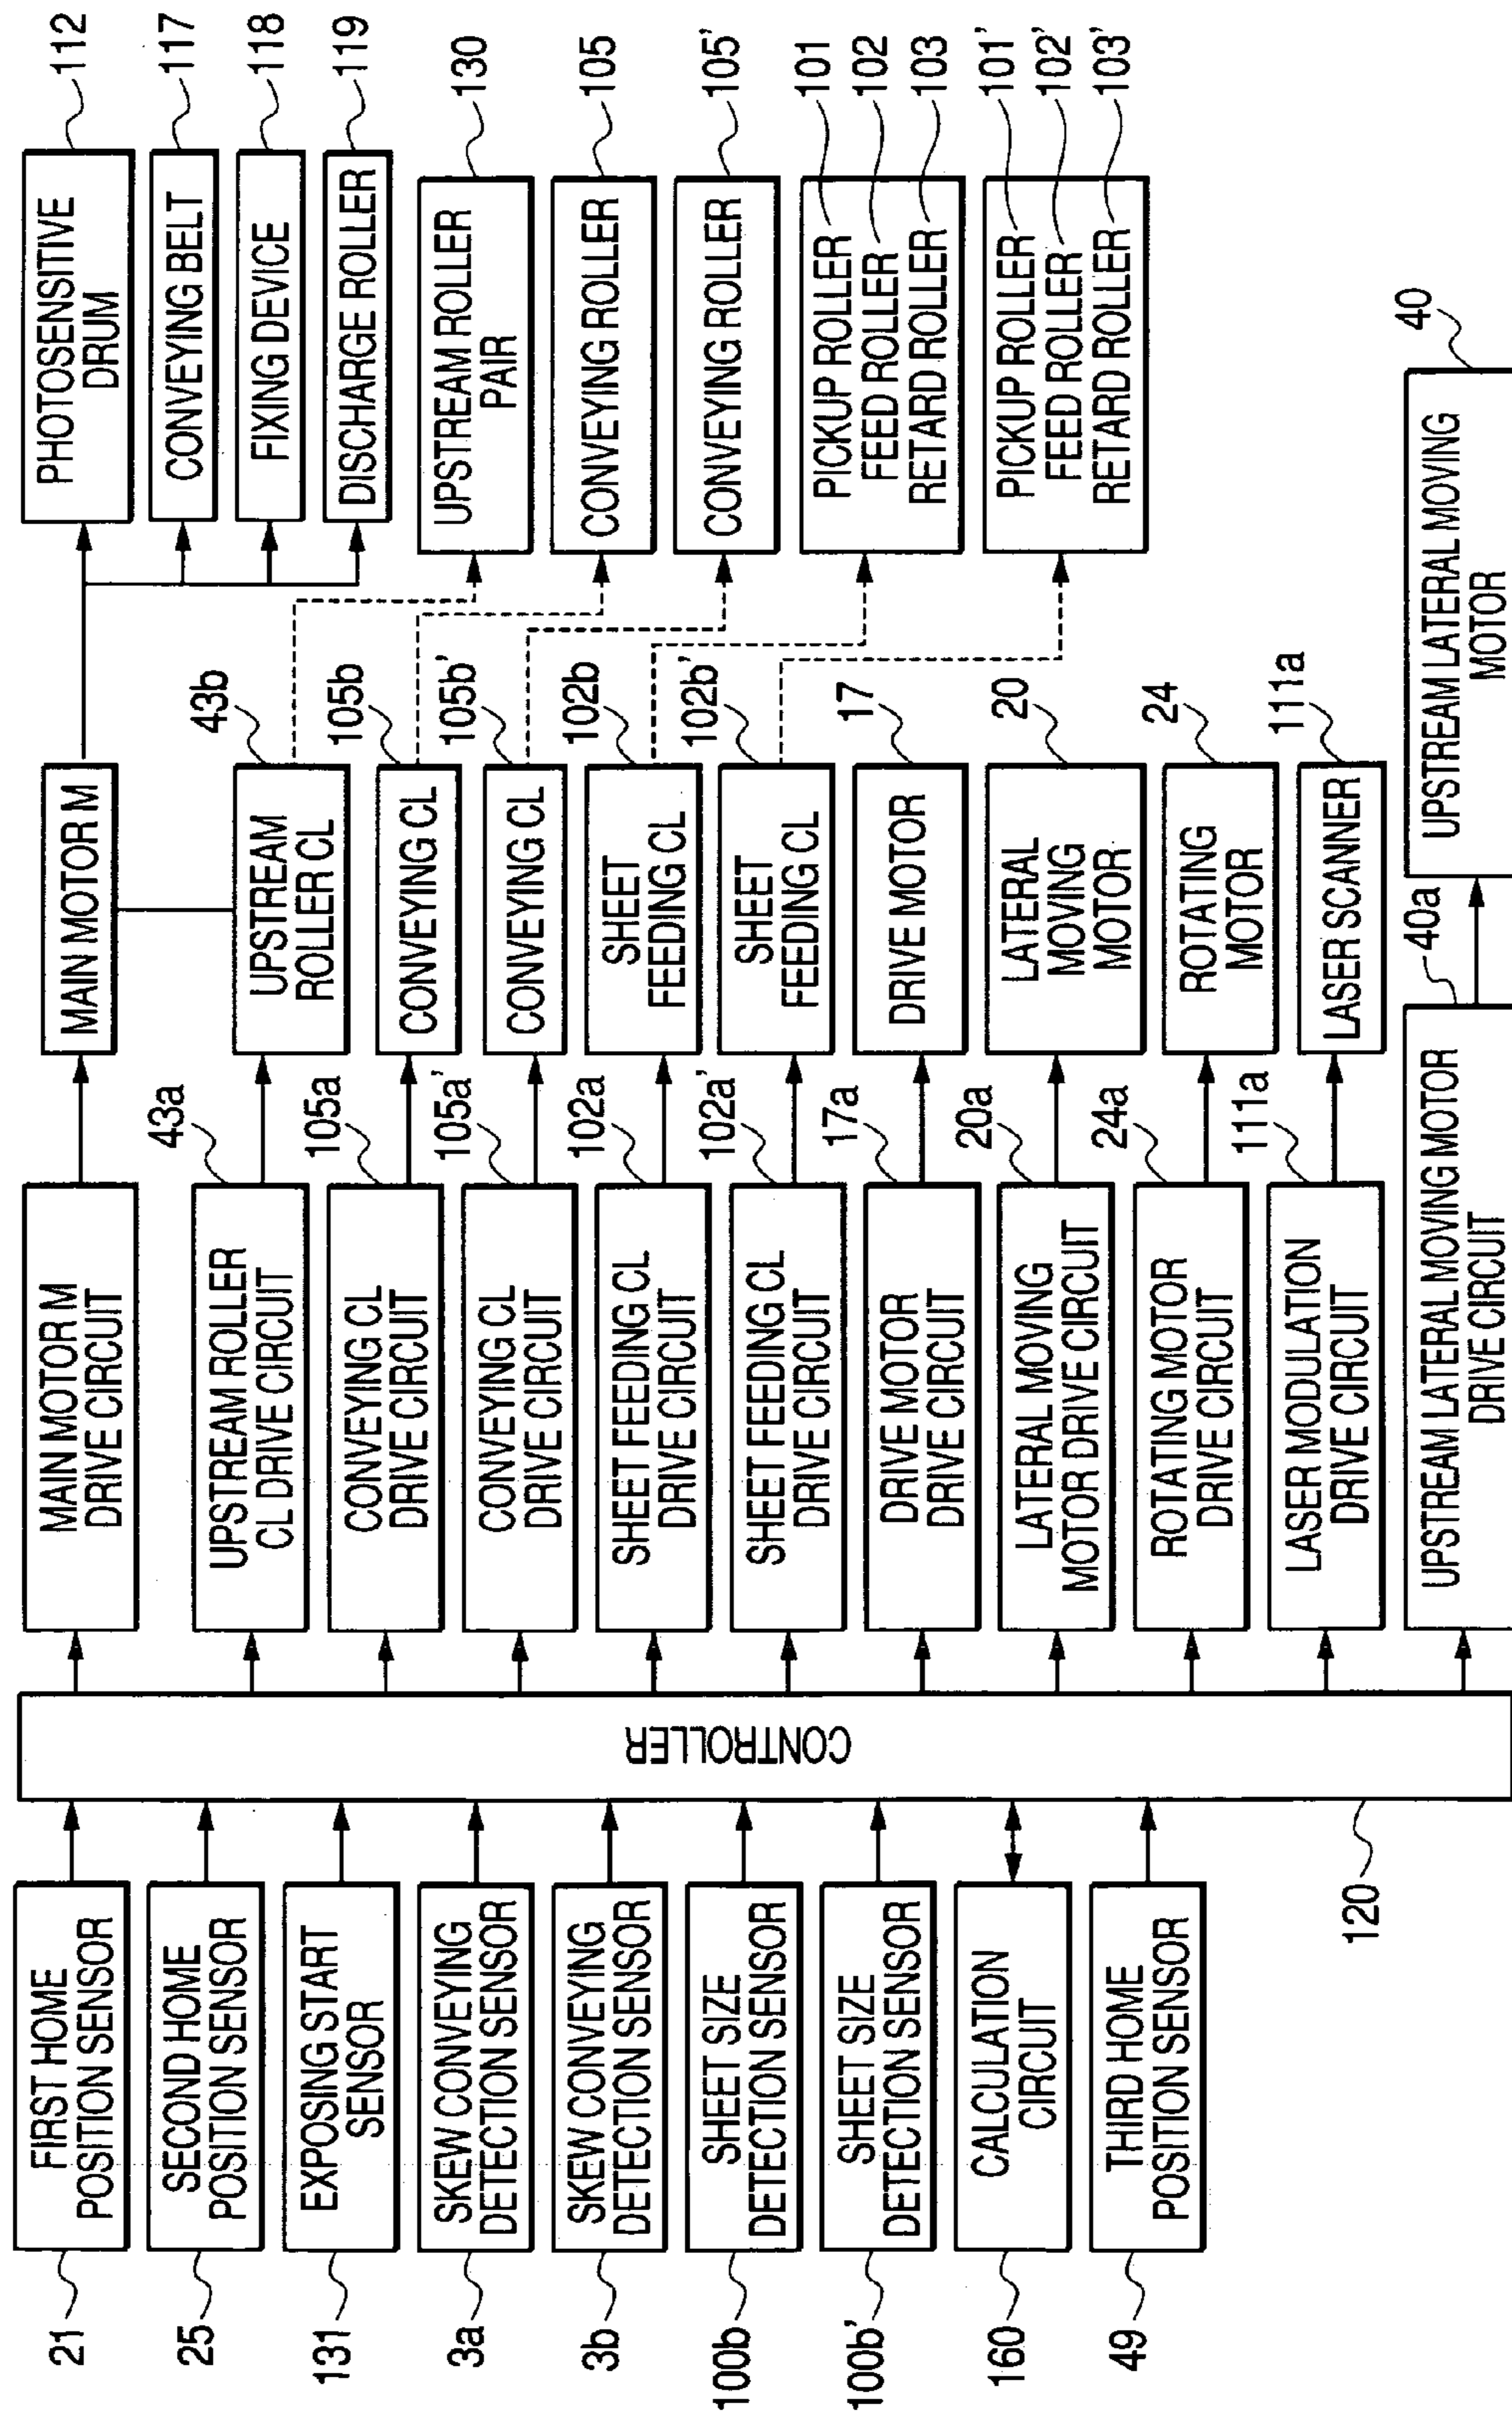 21
FIRST HOME
POSITION SENSOR
25
SECOND HOME
POSITION SENSOR
131
EXPOSING START
SENSOR
3a
SKEW CONVEYING
DETECTION SENSOR
3b
SKEW CONVEYING
DETECTION SENSOR
100b
SHEET SIZE
DETECTION SENSOR
100b'
SHEET SIZE
DETECTION SENSOR
160
CALCULATION
CIRCUIT
49
THIRD HOME
POSITION SENSOR
CONTROLLER
120
MAIN MOTOR M
DRIVE CIRCUIT
43a
UPSTREAM ROLLER
CL DRIVE CIRCUIT
105a
CONVEYING CL
DRIVE CIRCUIT
105a'
CONVEYING CL
DRIVE CIRCUIT
102a
SHEET FEEDING CL
DRIVE CIRCUIT
102a'
SHEET FEEDING CL
DRIVE CIRCUIT
17a
DRIVE MOTOR
DRIVE CIRCUIT
20a
LATERAL MOVING
MOTOR DRIVE CIRCUIT
24a
ROTATING MOTOR
DRIVE CIRCUIT
111a
LASER MODULATION
DRIVE CIRCUIT
40a
UPSTREAM LATERAL MOVING MOTOR
DRIVE CIRCUIT
MAIN MOTOR M
43b
UPSTREAM
ROLLER CL
105b
CONVEYING CL
105b'
CONVEYING CL
102b
SHEET
FEEDING CL
102b'
SHEET
FEEDING CL
17
DRIVE MOTOR
20
LATERAL
MOVING
MOTOR
24
ROTATING
MOTOR
111a
LASER SCANNER
40
UPSTREAM LATERAL MOVING
MOTOR
PHOTOSENSITIVE
DRUM
112
CONVEYING BELT
117
FIXING DEVICE
118
DISCHARGE ROLLER
119
UPSTREAM ROLLER
PAIR
130
CONVEYING ROLLER
105
CONVEYING ROLLER
105'
PICKUP ROLLER 101
FEED ROLLER 102
RETARD ROLLER 103
PICKUP ROLLER 101'
FEED ROLLER 102'
RETARD ROLLER 103'